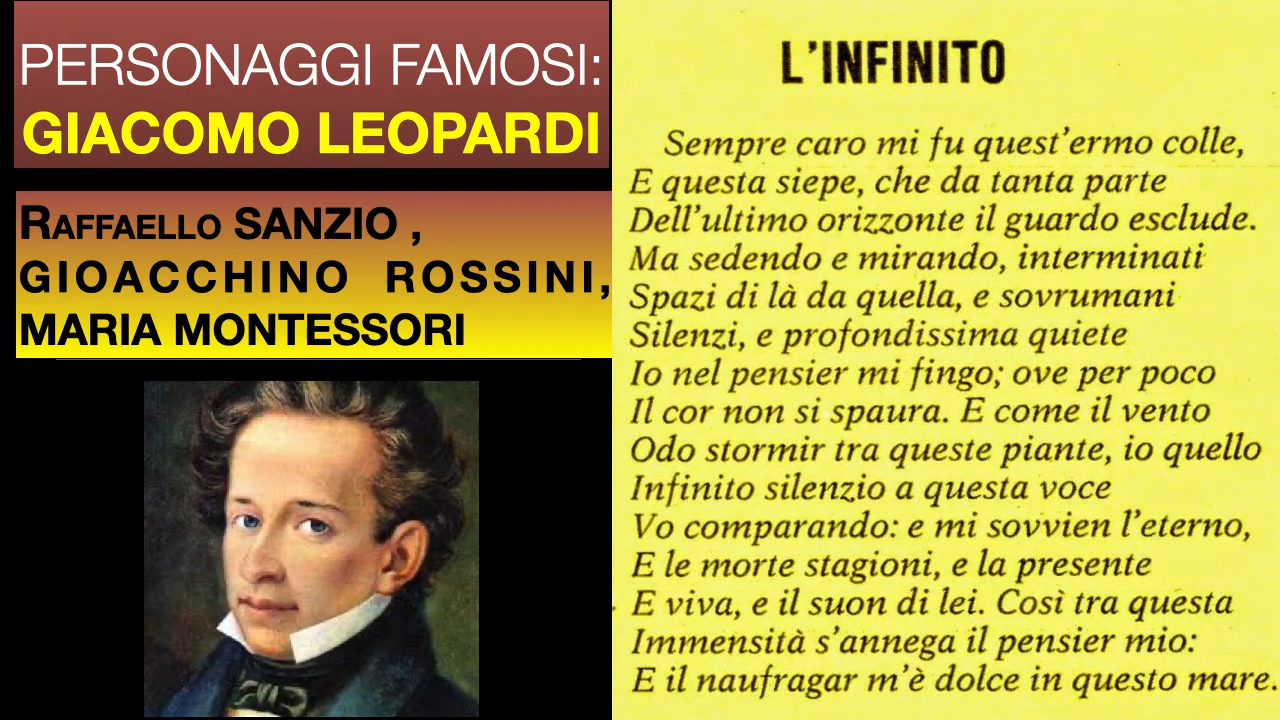 PERSONAGGI FAMOSI:
GIACOMO LEOPARDI
RAFFAELLO SANZIO ,
GIOACCHINO ROSSINI,
MARIA MONTESSORI
L'INFINITO
Sempre caro mi fu quest'ermo colle,
E questa siepe, che da tanta parte
Dell'ultimo orizzonte il guardo esclude.
Ma sedendo e mirando, interminati
Spazi di là da quella, e sovrumani
Silenzi, e profondissima quiete
Io nel pensier mi fingo; ove per poco
Il cor non si spaura. E come il vento
Odo stormir tra queste piante, io quello
Infinito silenzio a questa voce
Vo comparando: e mi sovvien l'eterno,
E le morte stagioni, e la presente
E viva, e il suon di lei. Così tra questa
Immensità s'annega il pensier mio:
E il naufragar m'è dolce in questo mare.